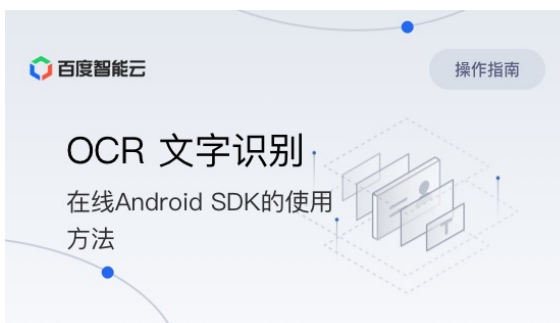 百度智能云
操作指南
OCR 文字识别
在线Android SDK的使用
方法
T